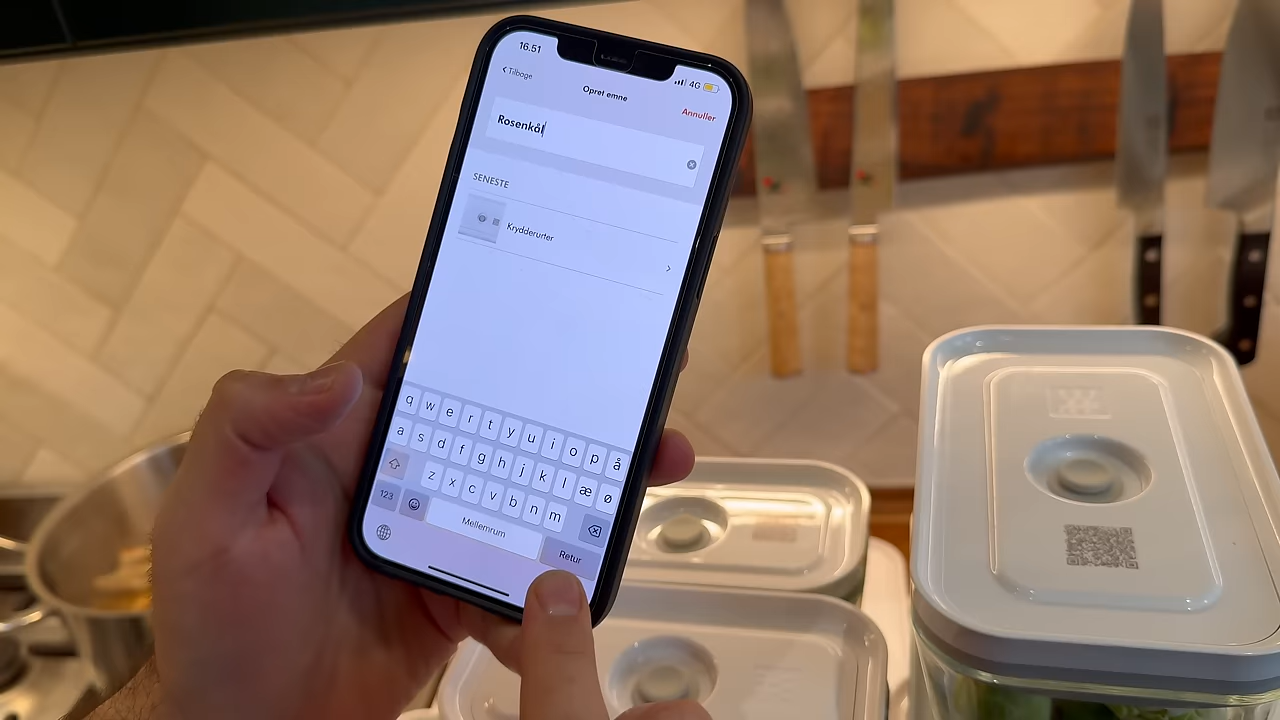 16.51
4G
Tilbage
Opret emne
Annuller
Rosenkål
SENESTE
Krydderurter
q w e r t y u i o p å
a s d f g h j k l æ ø
z x c v b n m
123
Mellemrum
Retur